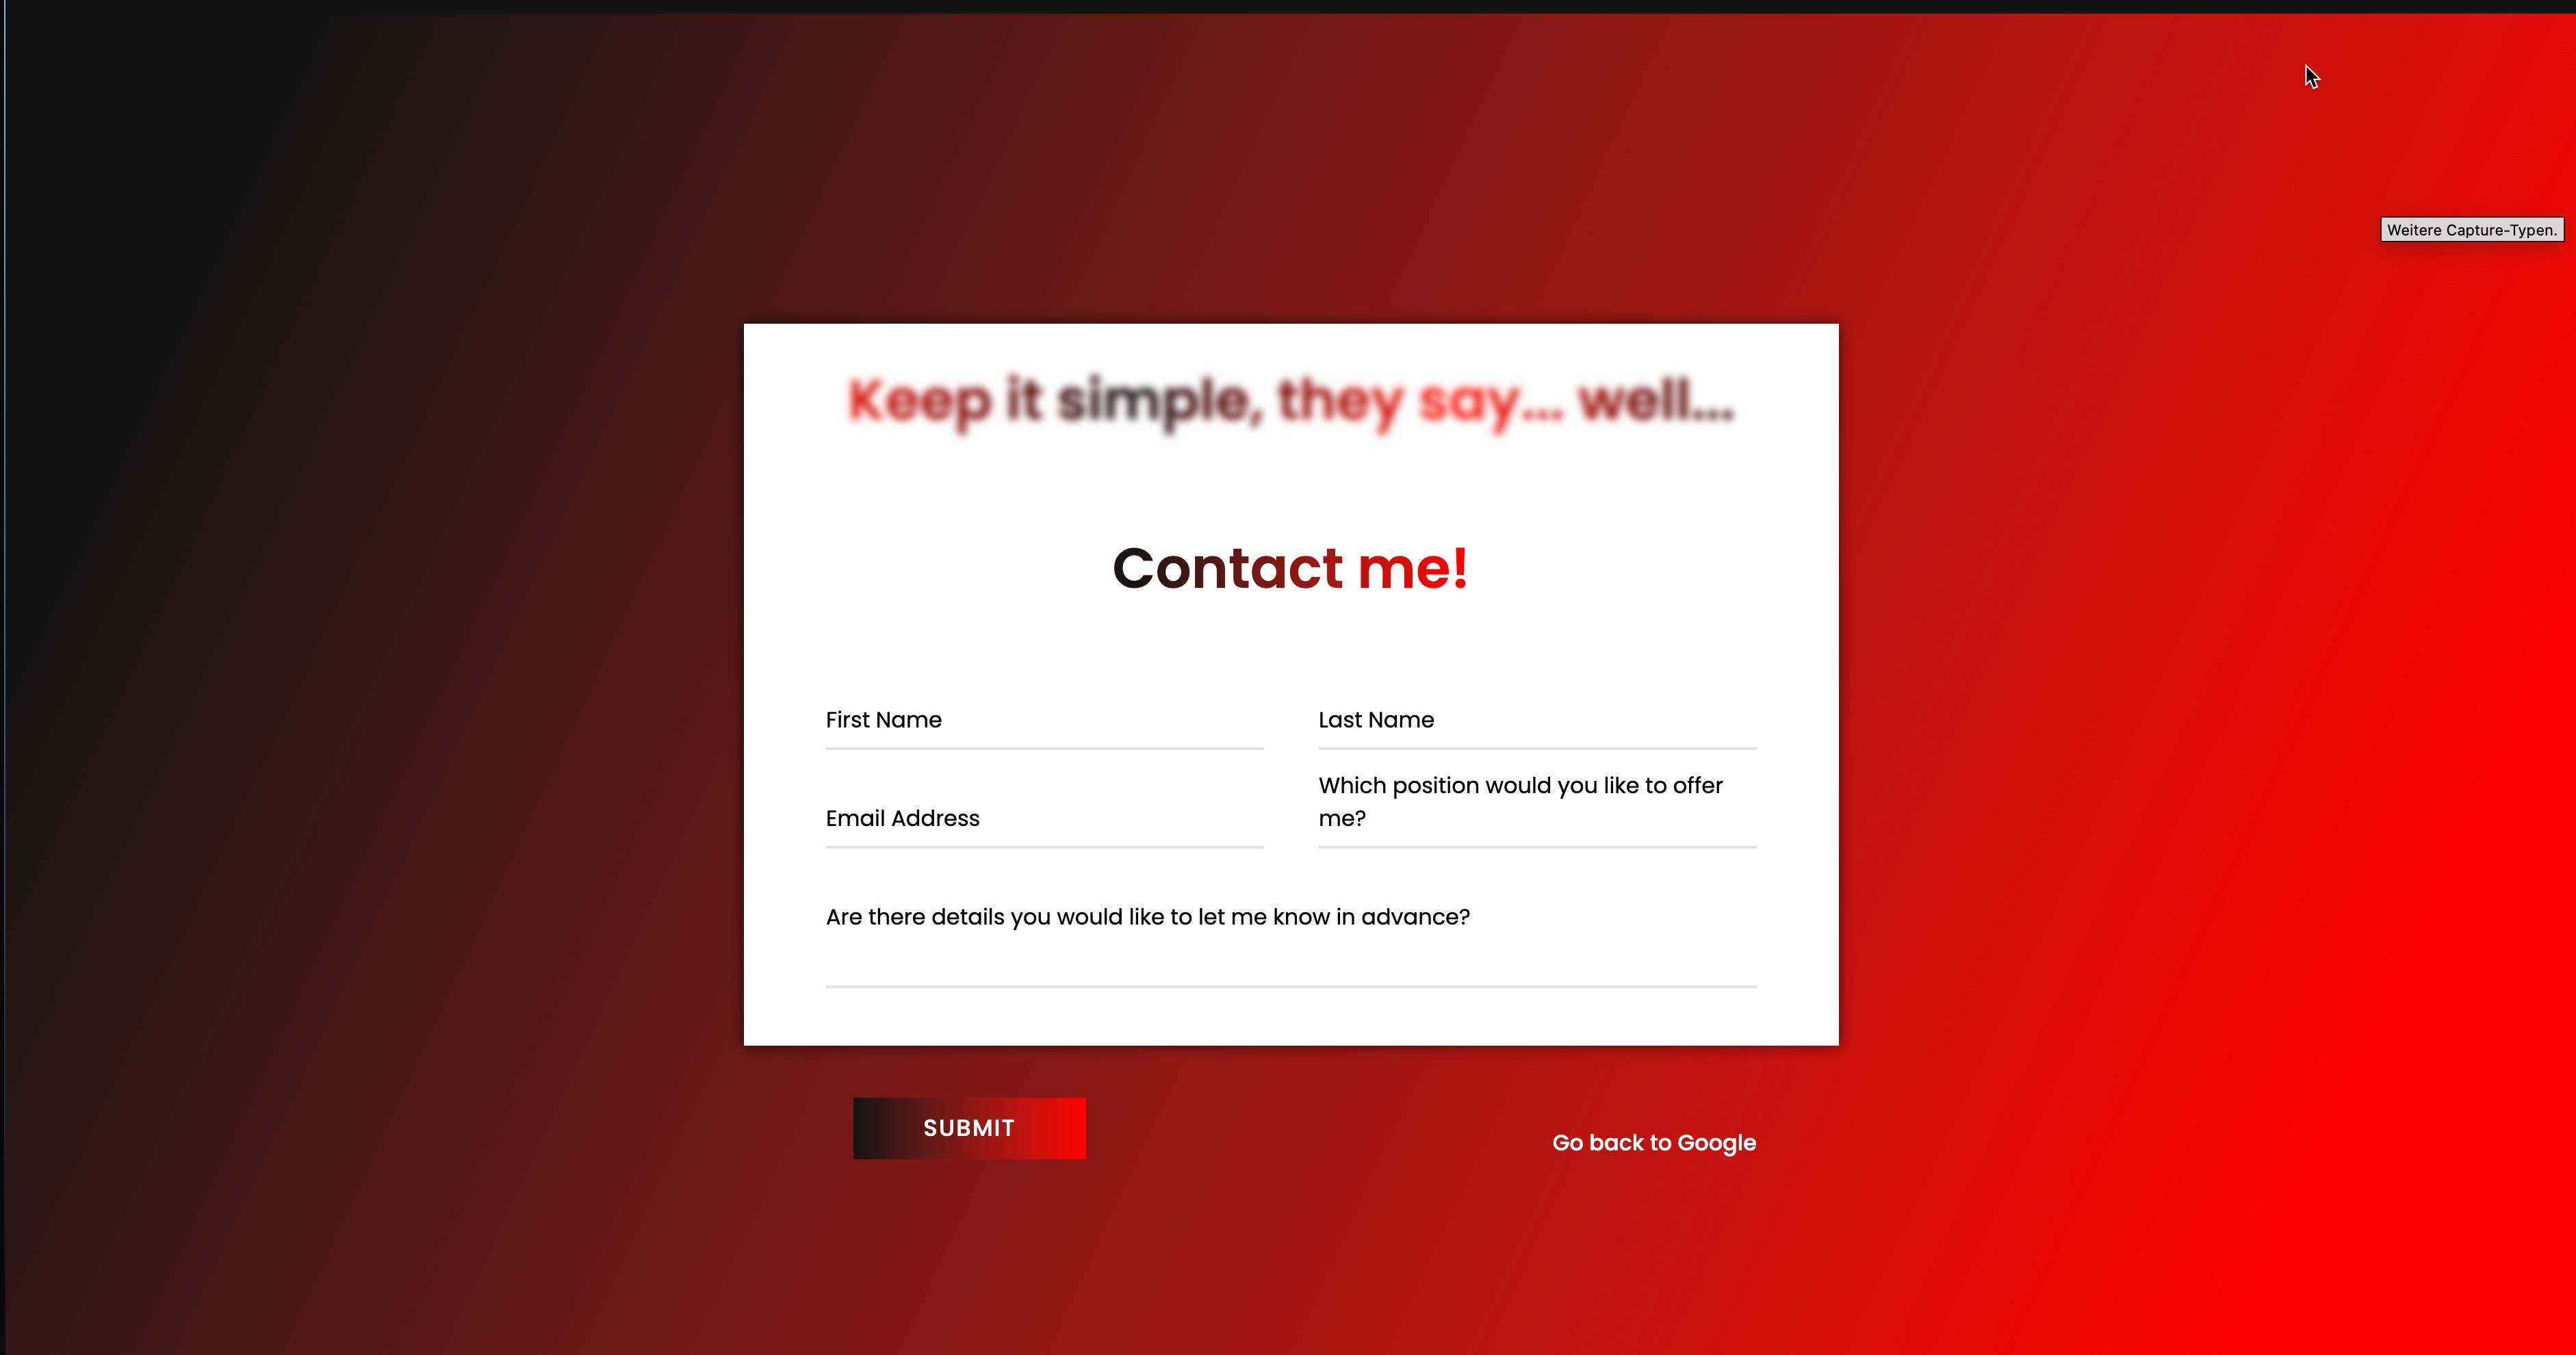 Weitere Capture-Typen.
Keep it simple, they say... well...
Contact me!
First Name
Last Name
Email Address
Which position would you like to offer
me?
Are there details you would like to let me know in advance?
SUBMIT
Go back to Google